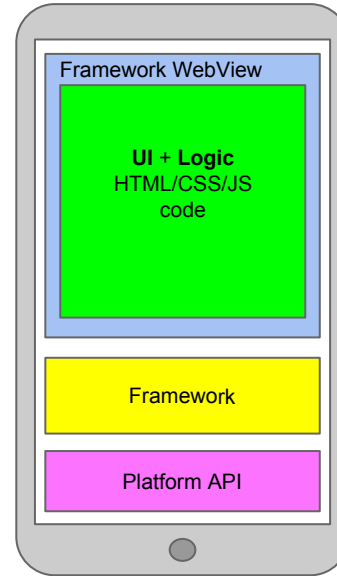 Framework WebView
UI + Logic
HTML/CSS/JS
code
Framework
Platform API